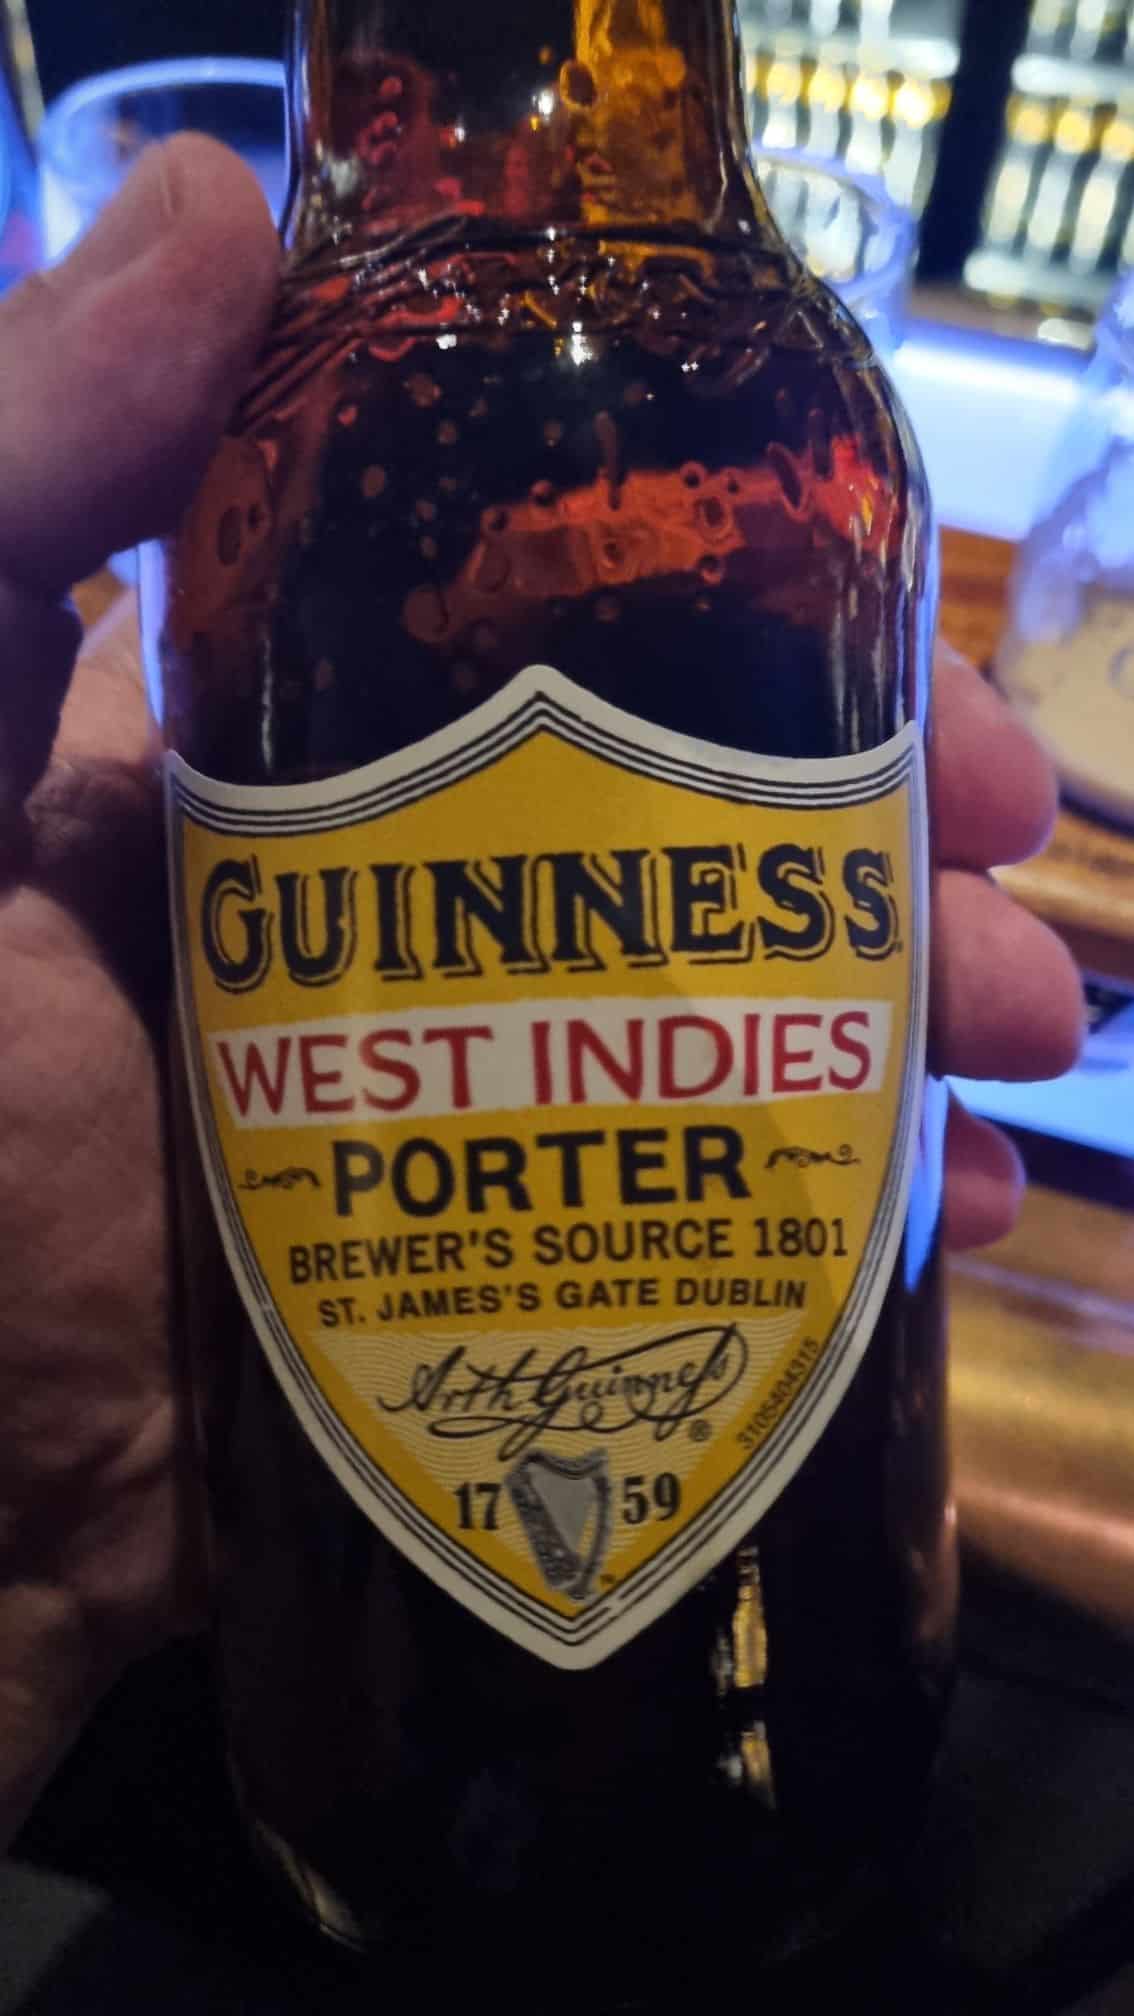 GUINNESS
WEST INDIES
PORTER
BREWER'S SOURCE 1801
ST. JAMES'S GATE DUBLIN
Arth Guinness
®
17 59